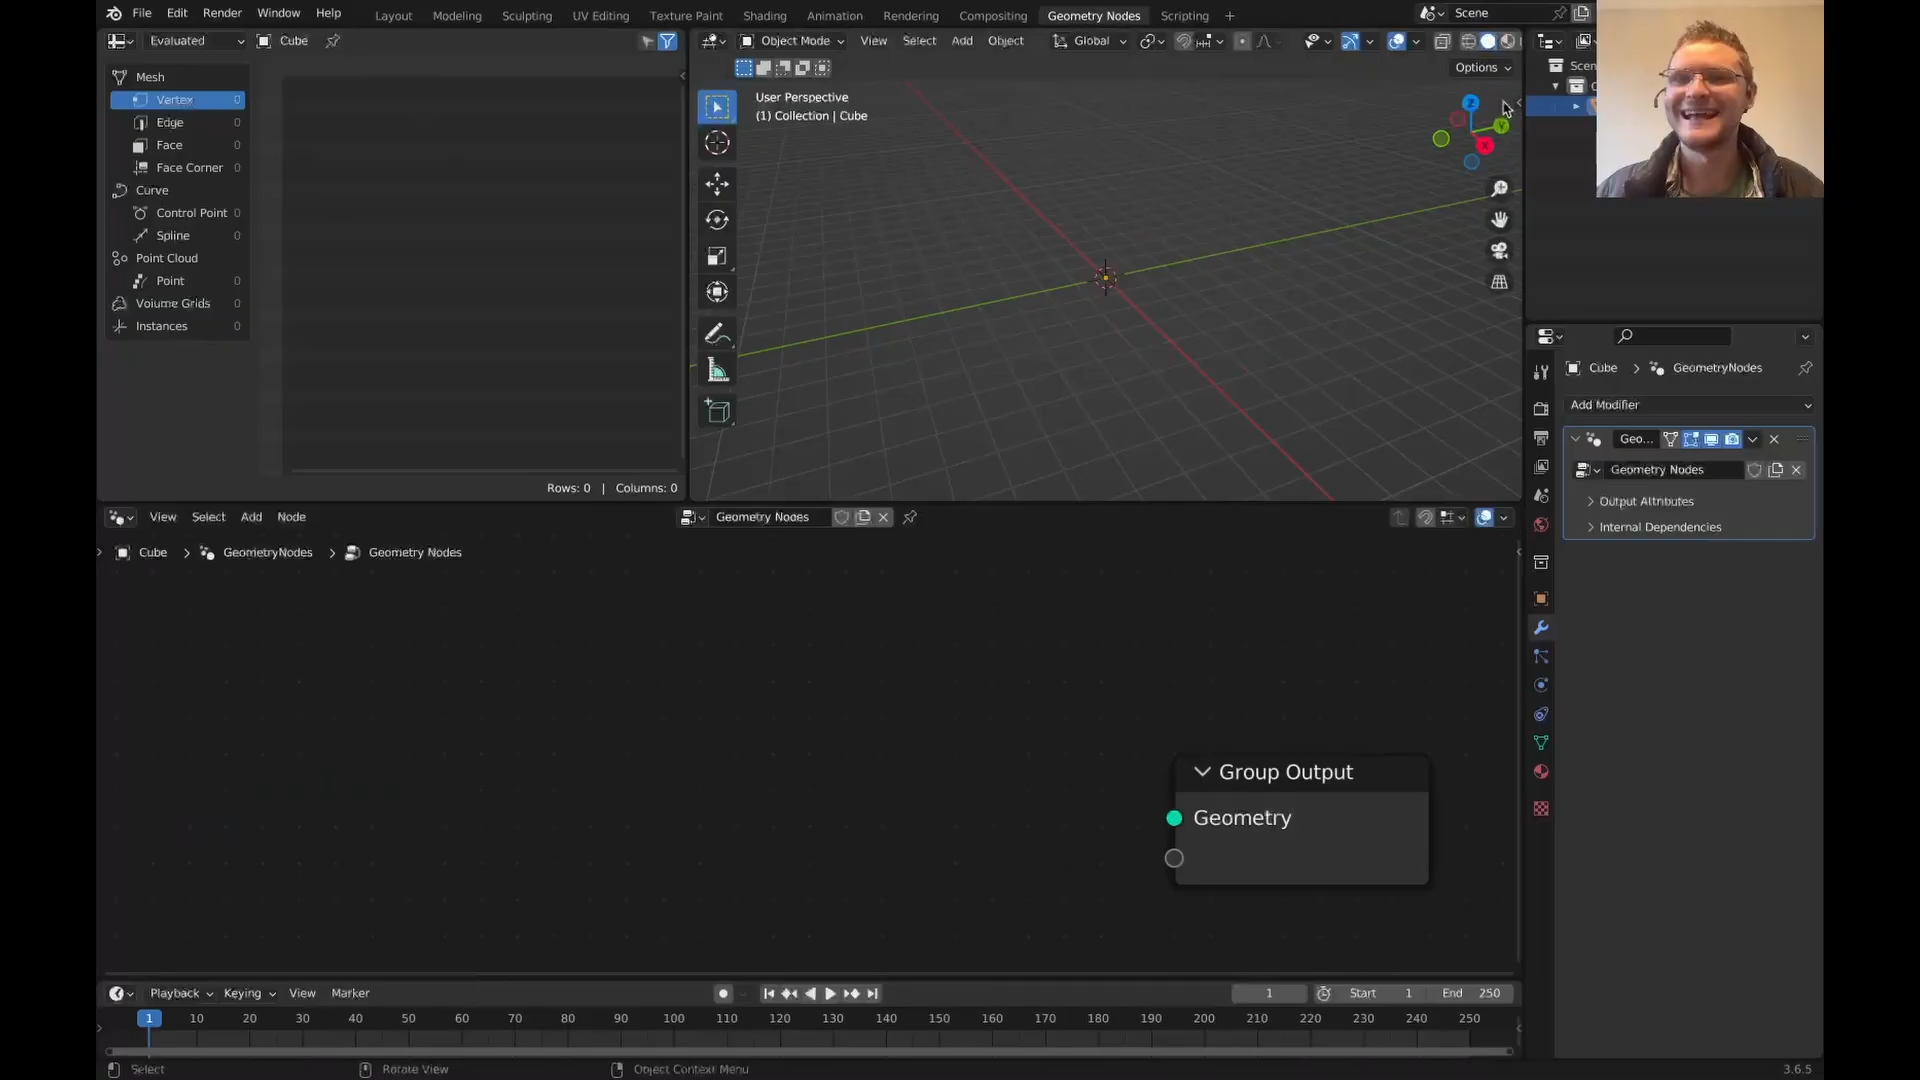 File Edit Render Window Help
Layout Modeling Sculpting UV Editing Texture Paint Shading Animation Rendering Compositing Geometry Nodes Scripting +
Scene
Evaluated Cube
Object Mode View Select Add Object Global
Options
Mesh
Vertex 0
Edge 0
Face 0
Face Corner 0
Curve
Control Point 0
Spline 0
Point Cloud
Point 0
Volume Grids 0
Instances 0
Rows: 0 | Columns: 0
User Perspective
(1) Collection | Cube
Z
Y
X
Scen
C
Cube > GeometryNodes
Add Modifier
Geo...
Geometry Nodes
> Output Attributes
> Internal Dependencies
View Select Add Node
Geometry Nodes
Cube > GeometryNodes > Geometry Nodes
Group Output
Geometry
Playback Keying View Marker
1 Start 1 End 250
1 10 20 30 40 50 60 70 80 90 100 110 120 130 140 150 160 170 180 190 200 210 220 230 240 250
Select Rotate View Object Context Menu
3.6.5